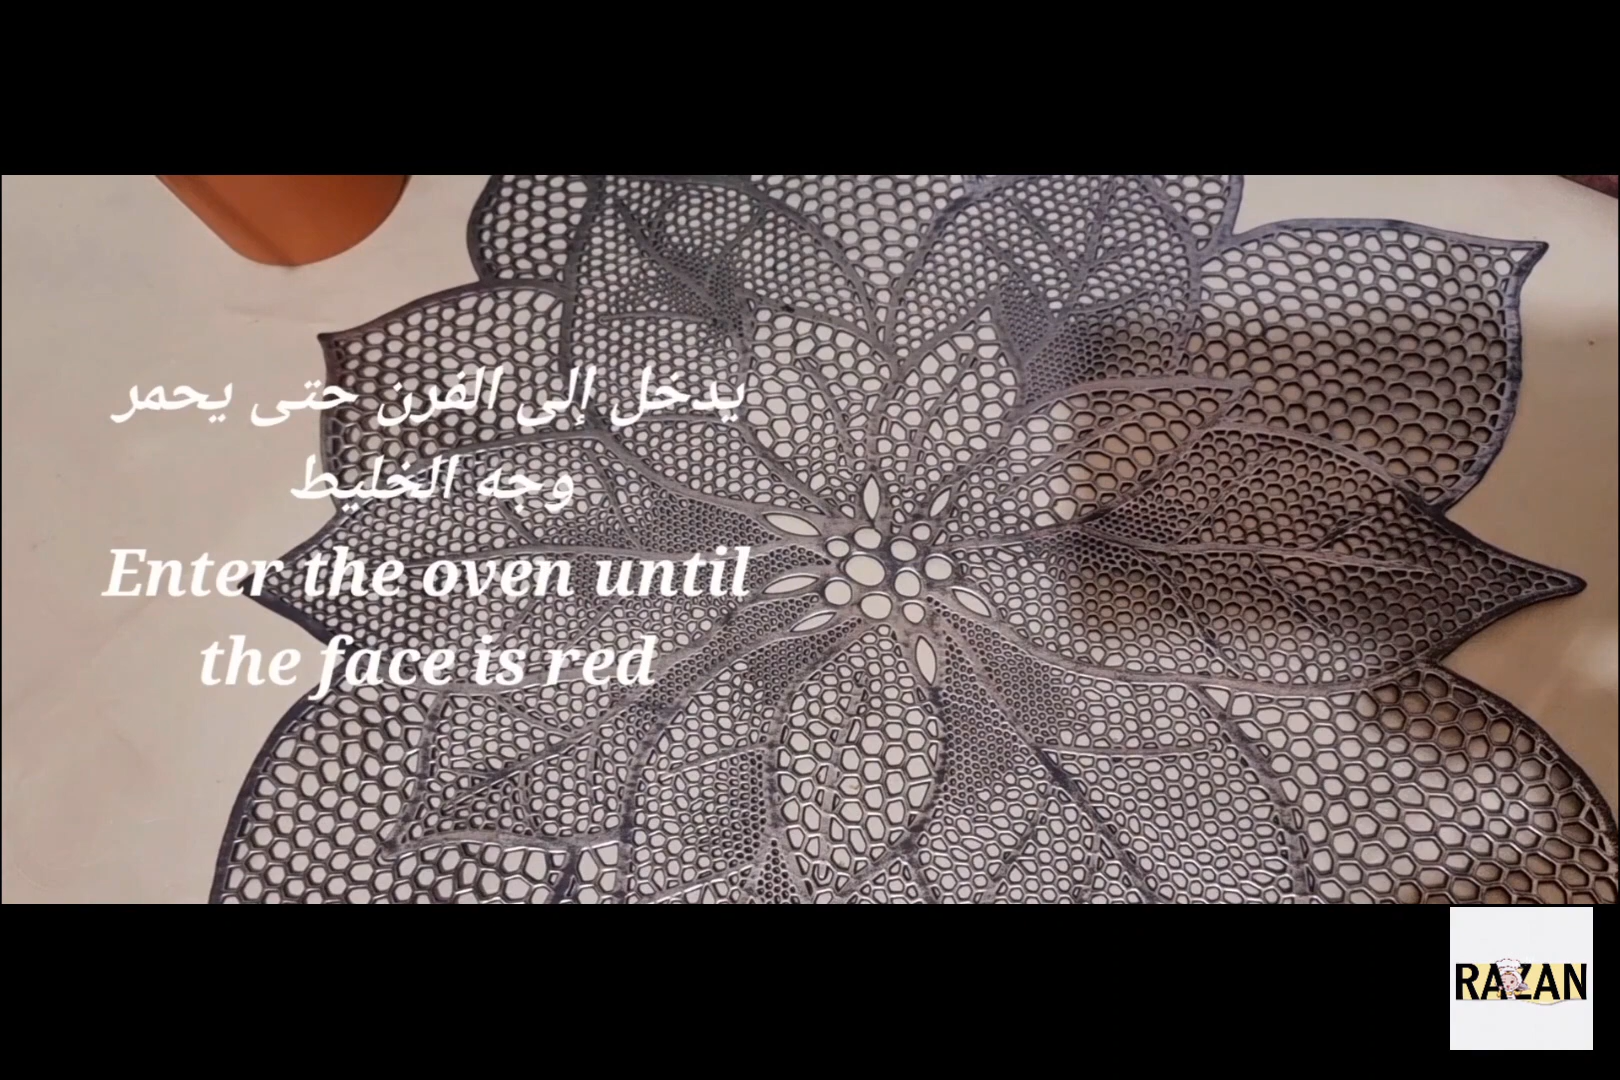 يدخل إلى الفرن حتى يحمر
وجه الخليط
Enter the oven until
the face is red
RAZAN